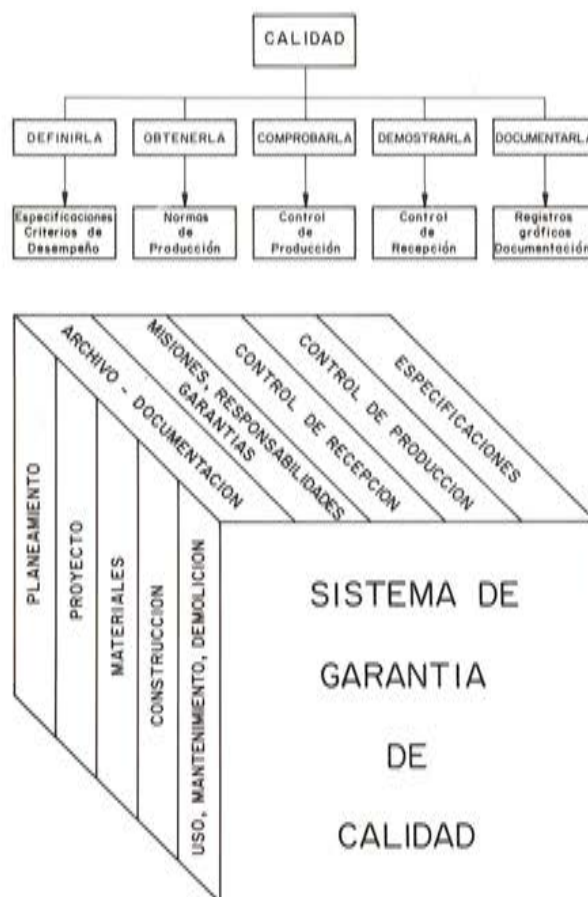 CALIDAD
DEFINIRLA
OBTENERLA
COMPROBARLA
DEMOSTRARLA
DOCUMENTARLA
Especificaciones
Criterios de
Desempeño
Normas
de
Producción
Control
de
Producción
Control
de
Recepción
Registros
gráficos
Documentación
ARCHIVO - DOCUMENTACION
MISIONES, RESPONSABILIDADES
GARANTIAS
CONTROL DE RECEPCION
CONTROL DE PRODUCCION
ESPECIFICACIONES
PLANEAMIENTO
PROYECTO
MATERIALES
CONSTRUCCION
USO, MANTENIMIENTO, DEMOLICION
SISTEMA DE
GARANTIA
DE
CALIDAD